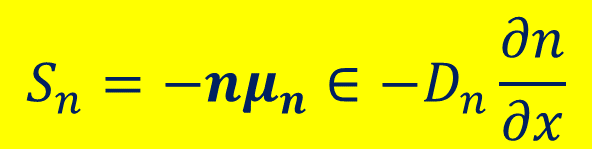 Sₙ = −nμₙ ∈ −Dₙ ∂n/∂x